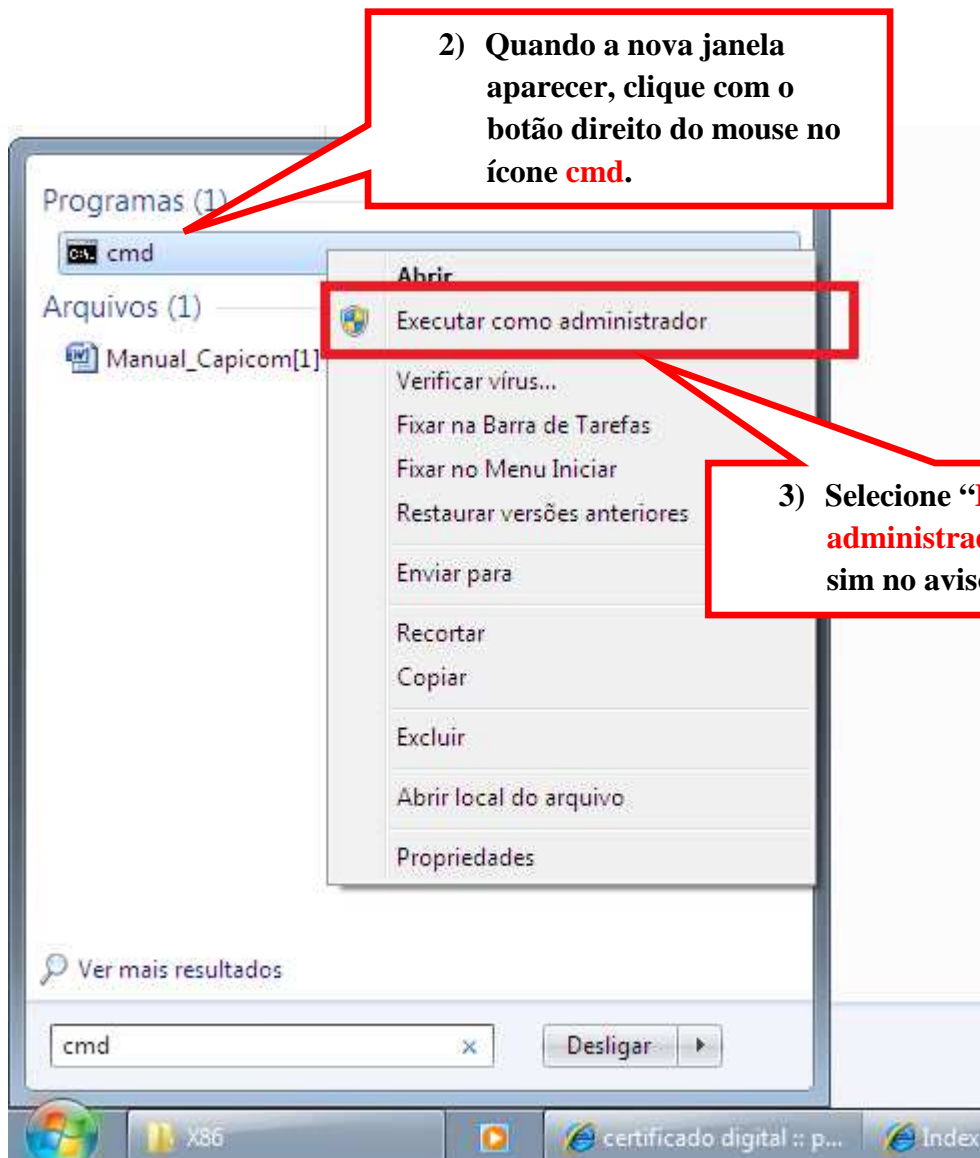 2) Quando a nova janela
aparecer, clique com o
botão direito do mouse no
ícone cmd.
Programas (1)
cmd
Arquivos (1)
Manual_Capicom[1]
Abrir
Executar como administrador
Verificar vírus...
Fixar na Barra de Tarefas
Fixar no Menu Iniciar
Restaurar versões anteriores
Enviar para
Recortar
Copiar
Excluir
Abrir local do arquivo
Propriedades
3) Selecione “
administra
sim no avis
Ver mais resultados
cmd
Desligar
X86
certificado digital :: p...
Index